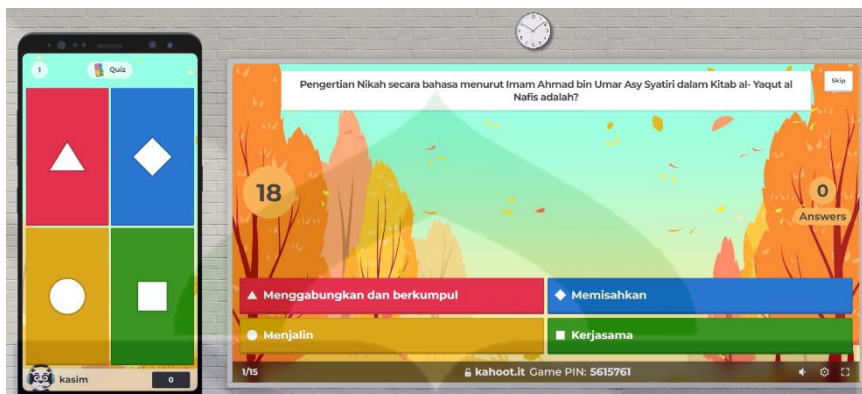 1
Quiz
kasim
0
Pengertian Nikah secara bahasa menurut Imam Ahmad bin Umar Asy Syatiri dalam Kitab al- Yaqut al
Nafis adalah?
Skip
18
0
Answers
Menggabungkan dan berkumpul
Memisahkan
Menjalin
Kerjasama
1/15
kahoot.it Game PIN: 5615761